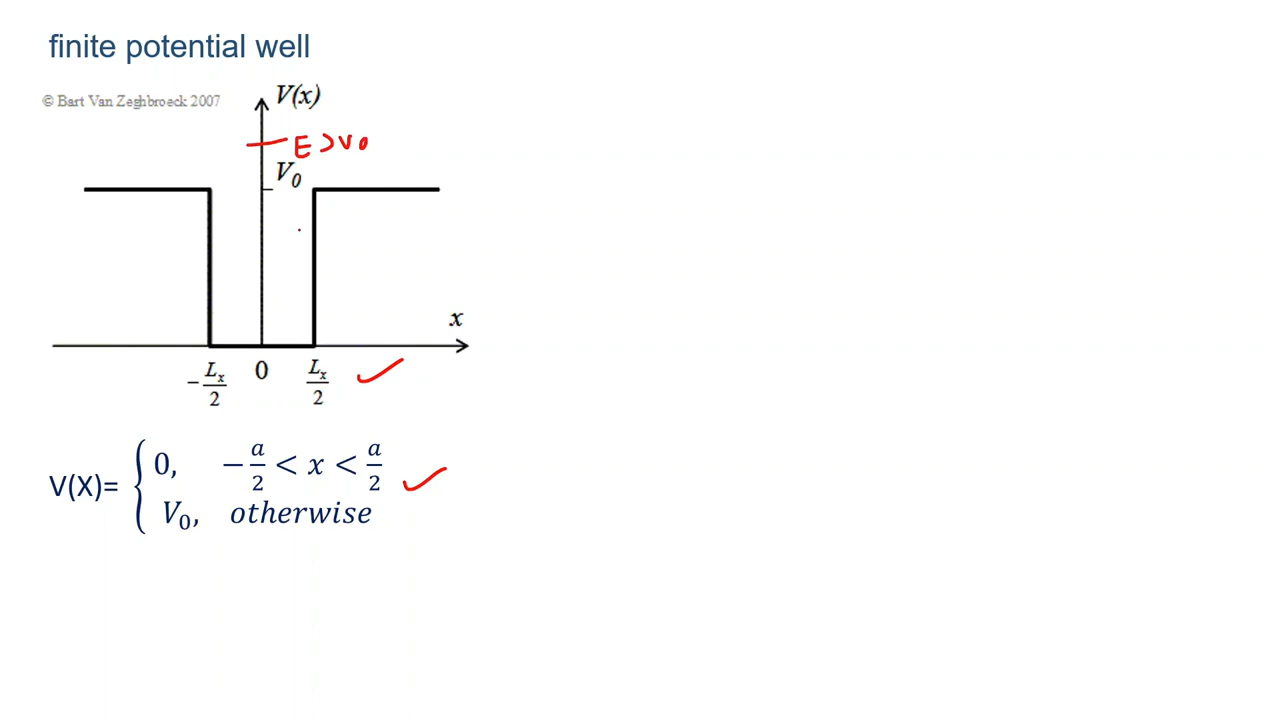 finite potential well
© Bart Van Zeghbroeck 2007
V(x)
E > v0
V₀
x
-Lₓ/2 0 Lₓ/2
V(X)= { 0, -a/2 < x < a/2
V₀, otherwise